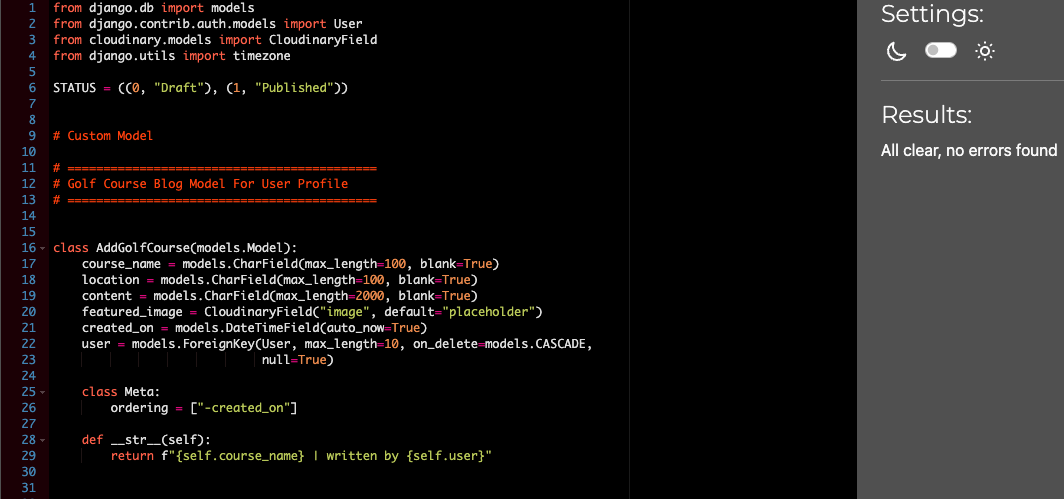 1 from django.db import models
2 from django.contrib.auth.models import User
3 from cloudinary.models import CloudinaryField
4 from django.utils import timezone
5
6 STATUS = ((0, "Draft"), (1, "Published"))
7
8
9 # Custom Model
10
11 # ===========================================
12 # Golf Course Blog Model For User Profile
13 # ===========================================
14
15
16 class AddGolfCourse(models.Model):
17     course_name = models.CharField(max_length=100, blank=True)
18     location = models.CharField(max_length=100, blank=True)
19     content = models.CharField(max_length=2000, blank=True)
20     featured_image = CloudinaryField("image", default="placeholder")
21     created_on = models.DateTimeField(auto_now=True)
22     user = models.ForeignKey(User, max_length=10, on_delete=models.CASCADE,
23                              null=True)
24
25     class Meta:
26         ordering = ["-created_on"]
27
28     def __str__(self):
29         return f"{self.course_name} | written by {self.user}"
30
31
Settings:
Results:
All clear, no errors found